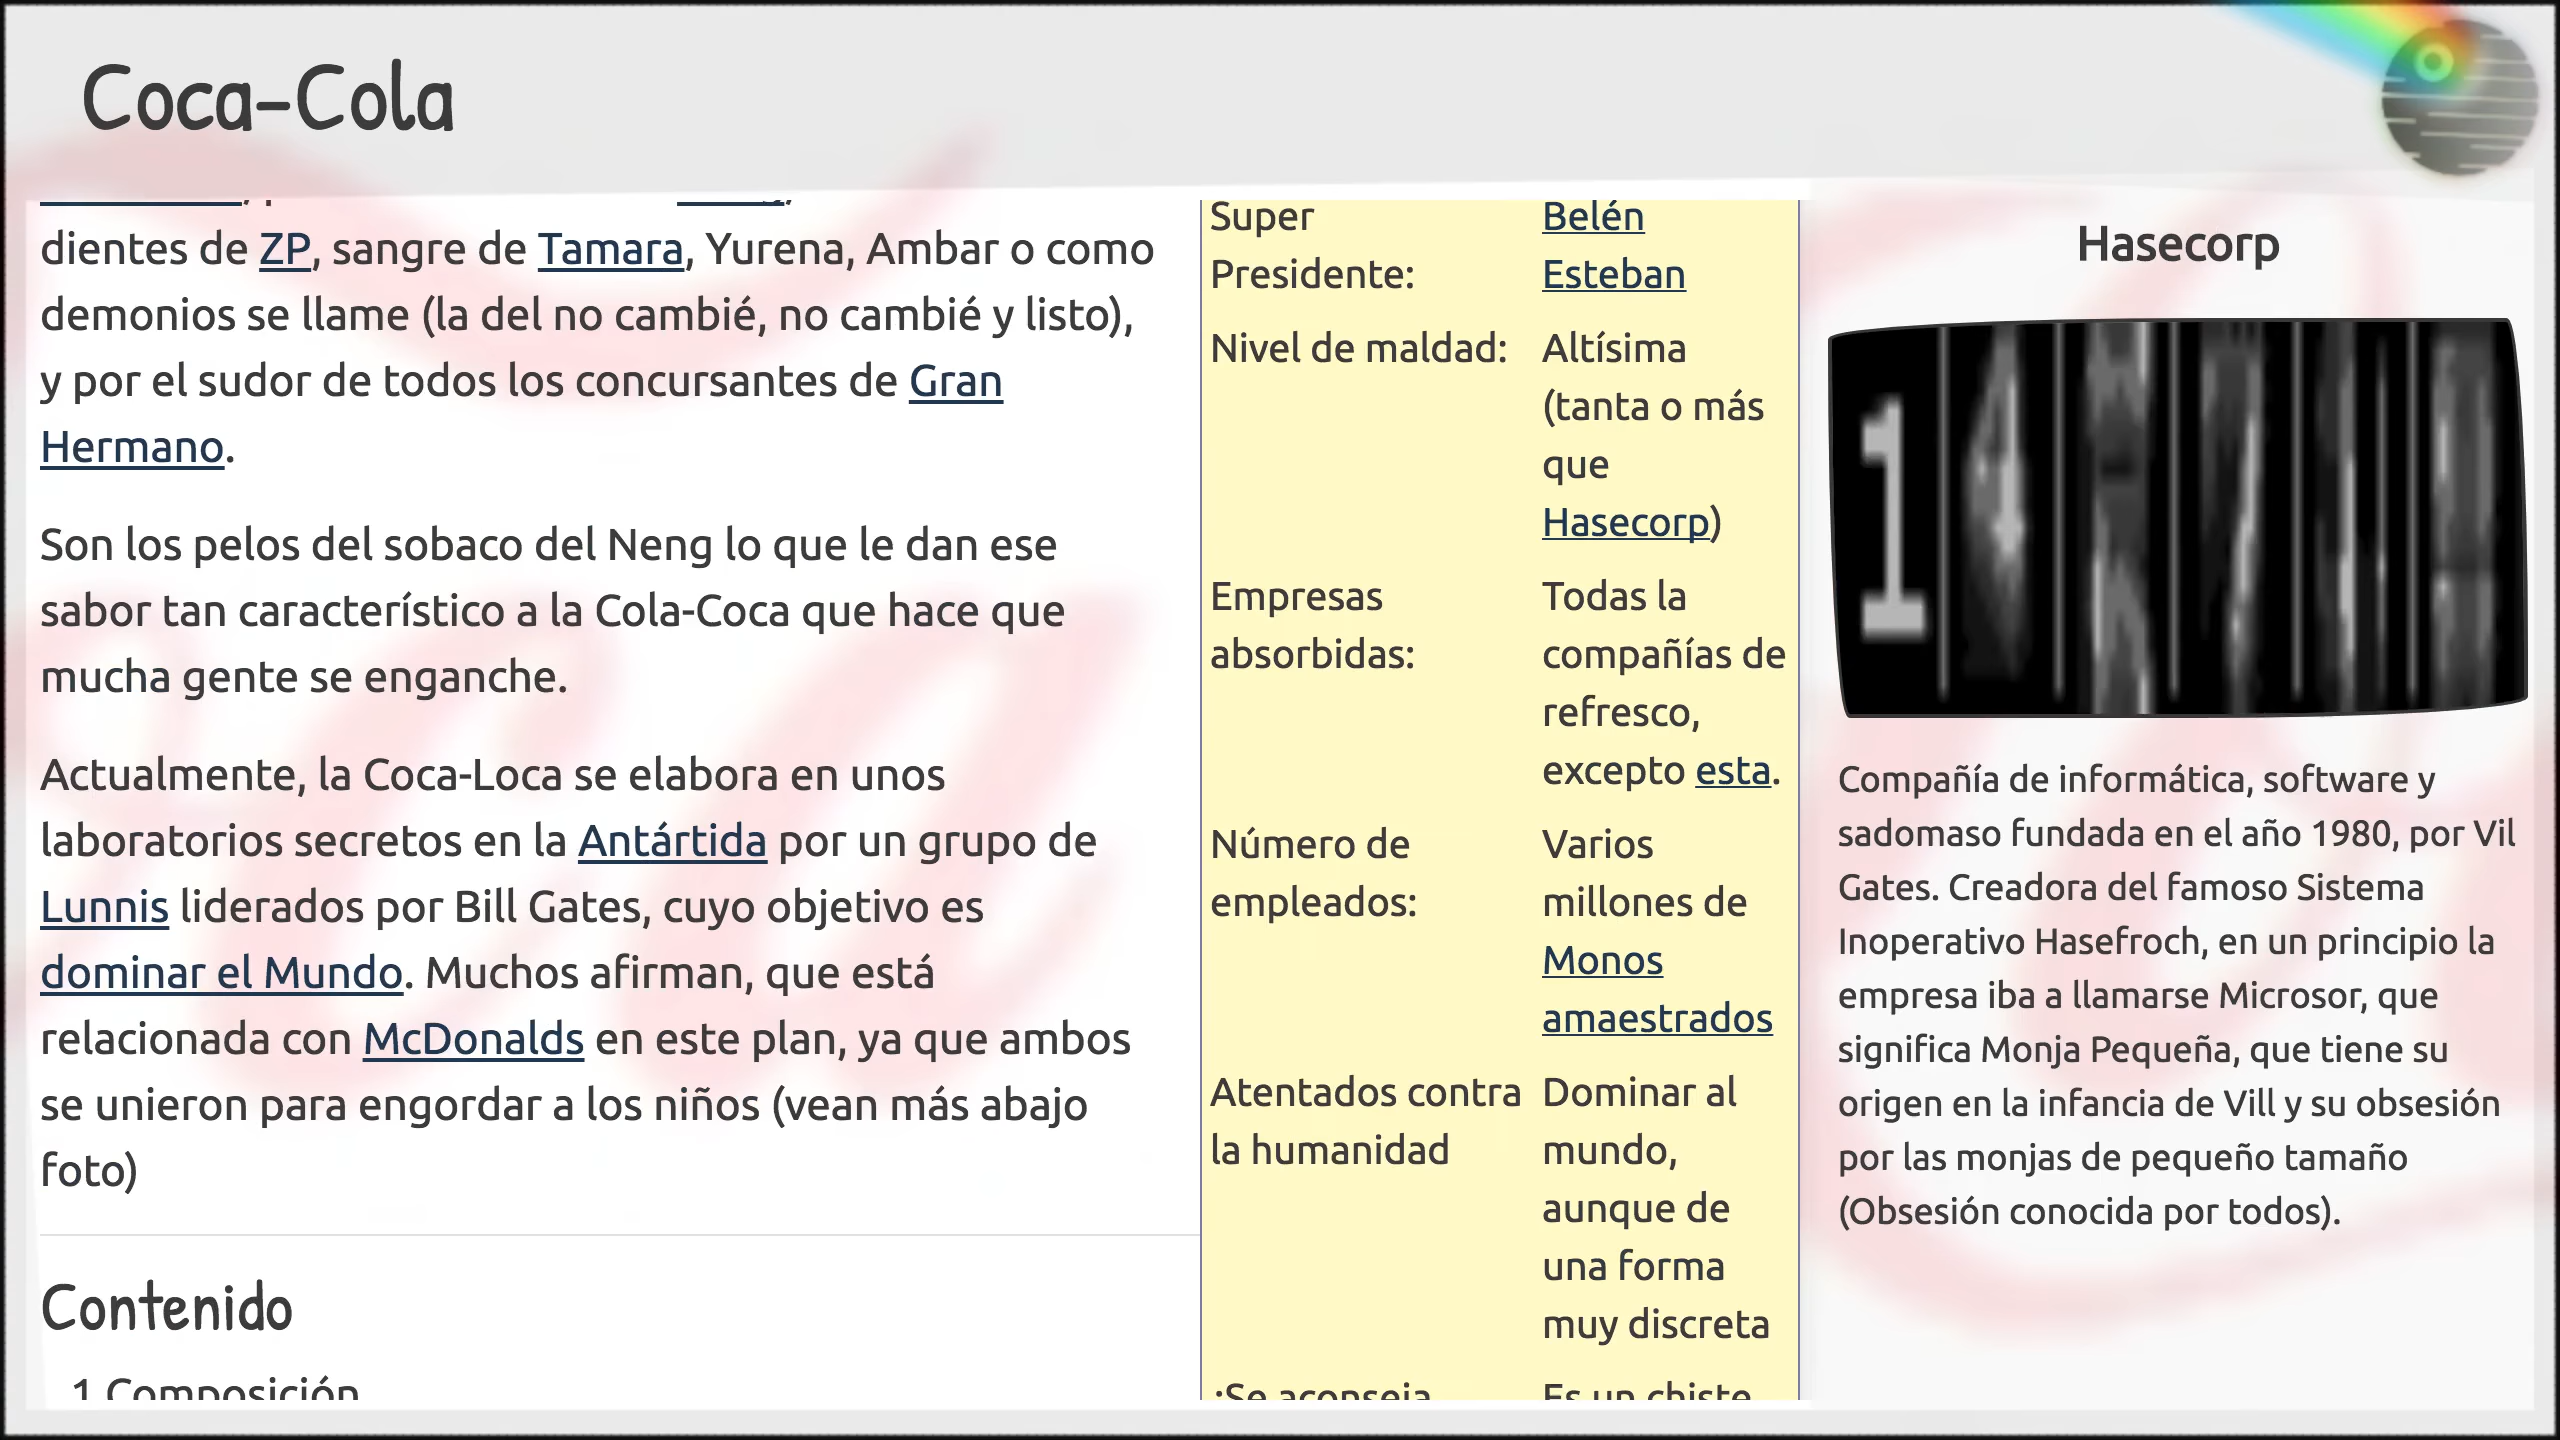 Coca-Cola
dientes de ZP, sangre de Tamara, Yurena, Ambar o como
demonios se llame (la del no cambié, no cambié y listo),
y por el sudor de todos los concursantes de Gran
Hermano.
Son los pelos del sobaco del Neng lo que le dan ese
sabor tan característico a la Cola-Coca que hace que
mucha gente se enganche.
Actualmente, la Coca-Loca se elabora en unos
laboratorios secretos en la Antártida por un grupo de
Lunnis liderados por Bill Gates, cuyo objetivo es
dominar el Mundo. Muchos afirman, que está
relacionada con McDonalds en este plan, ya que ambos
se unieron para engordar a los niños (vean más abajo
foto)
Contenido
1 Composición
Super
Presidente:
Belén
Esteban
Nivel de maldad:
Altísima
(tanta o más
que
Hasecorp)
Empresas
absorbidas:
Todas la
compañías de
refresco,
excepto esta.
Número de
empleados:
Varios
millones de
Monos
amaestrados
Atentados contra
la humanidad
Dominar al
mundo,
aunque de
una forma
muy discreta
¿Se aconseja
Es un chiste
Hasecorp
1
Compañía de informática, software y
sadomaso fundada en el año 1980, por Vil
Gates. Creadora del famoso Sistema
Inoperativo Hasefroch, en un principio la
empresa iba a llamarse Microsor, que
significa Monja Pequeña, que tiene su
origen en la infancia de Vill y su obsesión
por las monjas de pequeño tamaño
(Obsesión conocida por todos).